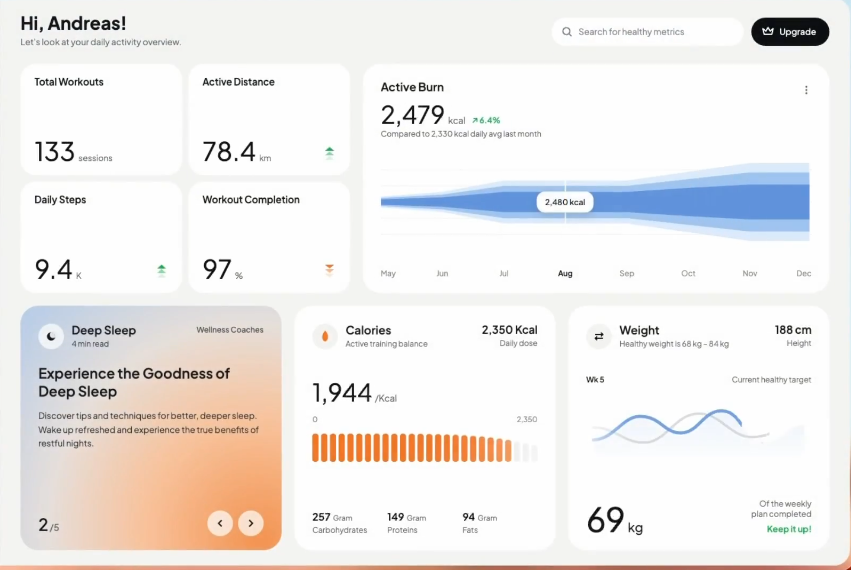 Hi, Andreas!
Let's look at your daily activity overview.
Search for healthy metrics
Upgrade
Total Workouts
133 sessions
Active Distance
78.4 km
Daily Steps
9.4 K
Workout Completion
97 %
Active Burn
2,479 kcal 6.4%
Compared to 2,330 kcal daily avg last month
2,480 kcal
May Jun Jul Aug Sep Oct Nov Dec
Deep Sleep
4 min read
Wellness Coaches
Experience the Goodness of
Deep Sleep
Discover tips and techniques for better, deeper sleep.
Wake up refreshed and experience the true benefits of
restful nights.
2/5
Calories
Active training balance
2,350 Kcal
Daily dose
1,944 /Kcal
0 2,350
257 Gram
Carbohydrates
149 Gram
Proteins
94 Gram
Fats
Weight
Healthy weight is 68 kg - 84 kg
188 cm
Height
Wk 5
Current healthy target
69 kg
Of the weekly
plan completed
Keep it up!